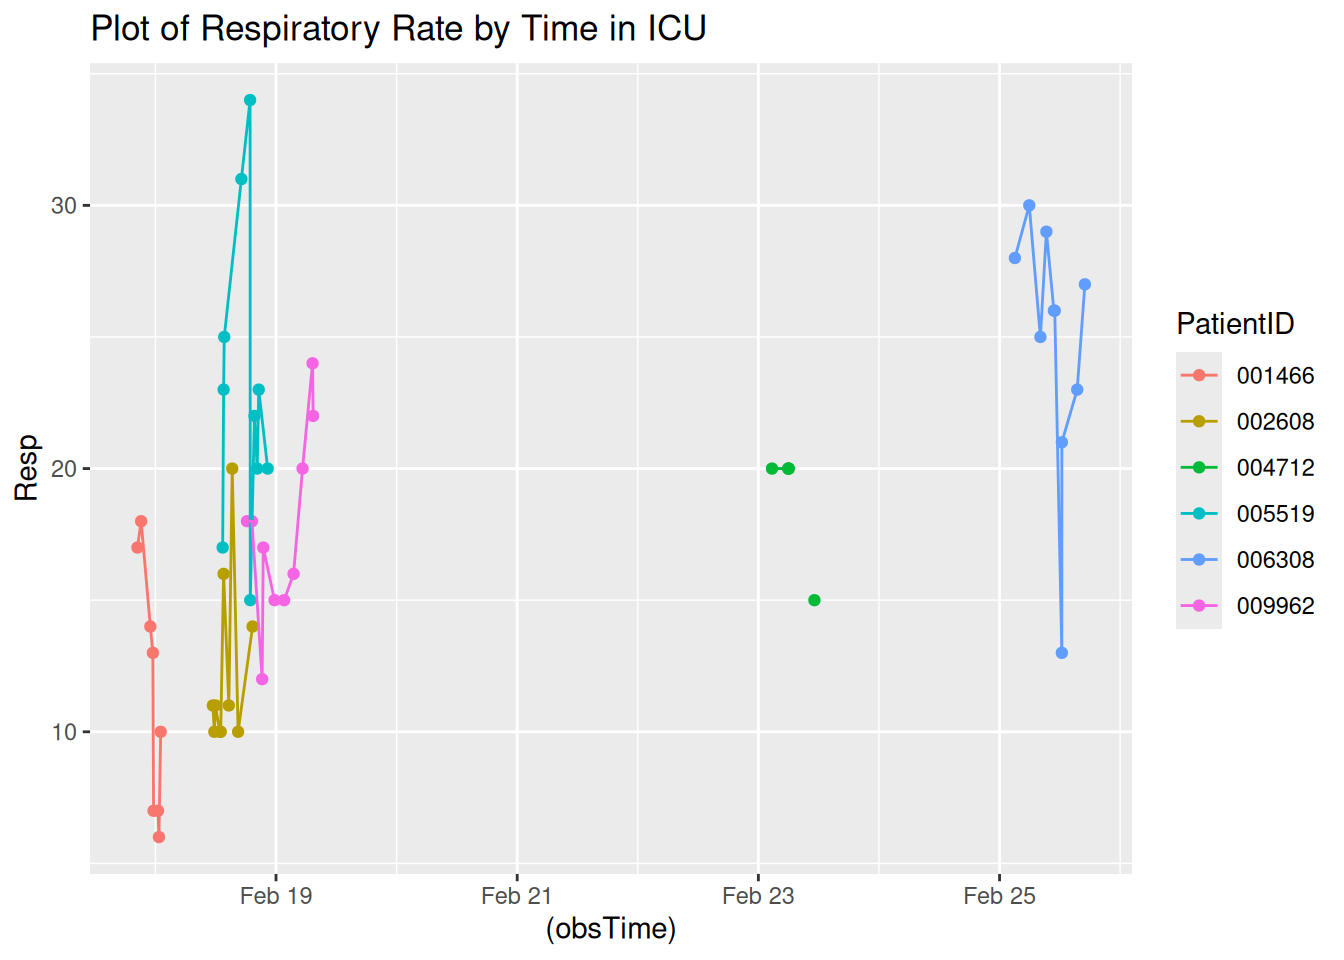 Plot of Respiratory Rate by Time in ICU
30
20
10
Resp
Feb 19
Feb 21
Feb 23
Feb 25
(obsTime)
PatientID
001466
002608
004712
005519
006308
009962